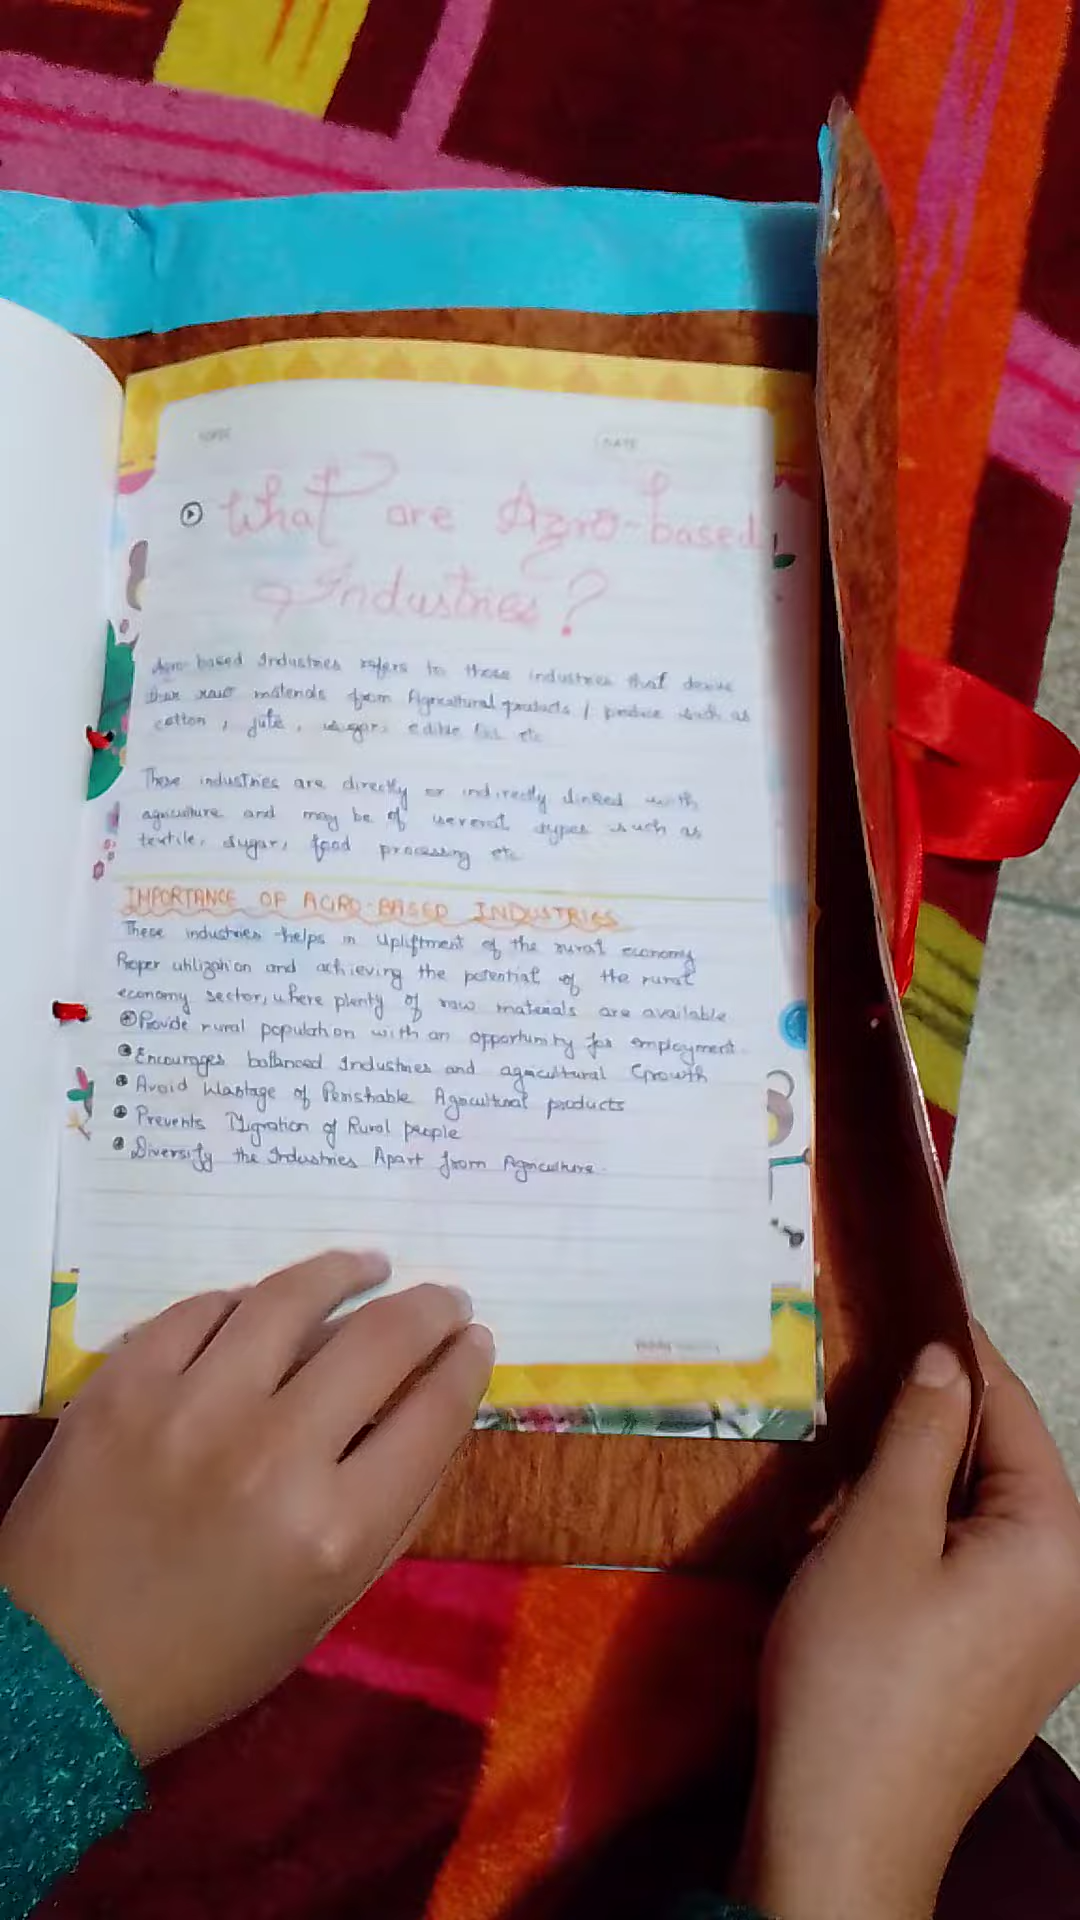 DATE
What are Agro-based
Industries?
Agro-based Industries refers to those industries that derive
their raw materials from Agricultural products / produce such as
cotton, jute, sugar, edible etc
These industries are directly or indirectly linked with
agriculture and may be of several types such as
textile, sugar, food processing etc
IMPORTANCE OF AGRO-BASED INDUSTRIES
These industries helps in upliftment of the rural economy
Proper utilization and achieving the potential of the rural
economy sector, where plenty of raw materials are available
Provide rural population with an opportunity for employment.
Encourages balanced Industries and agricultural Growth
Avoid Wastage of Perishable Agricultural products
Prevents Migration of Rural people
Diversify the Industries Apart from Agriculture.